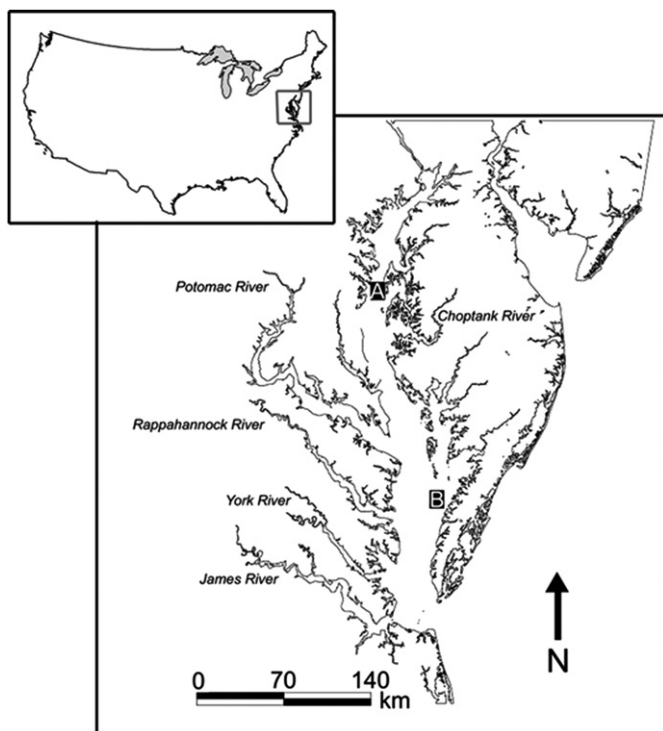 A
Potomac River
Choptank River
Rappahannock River
B
York River
James River
N
0 70 140
km